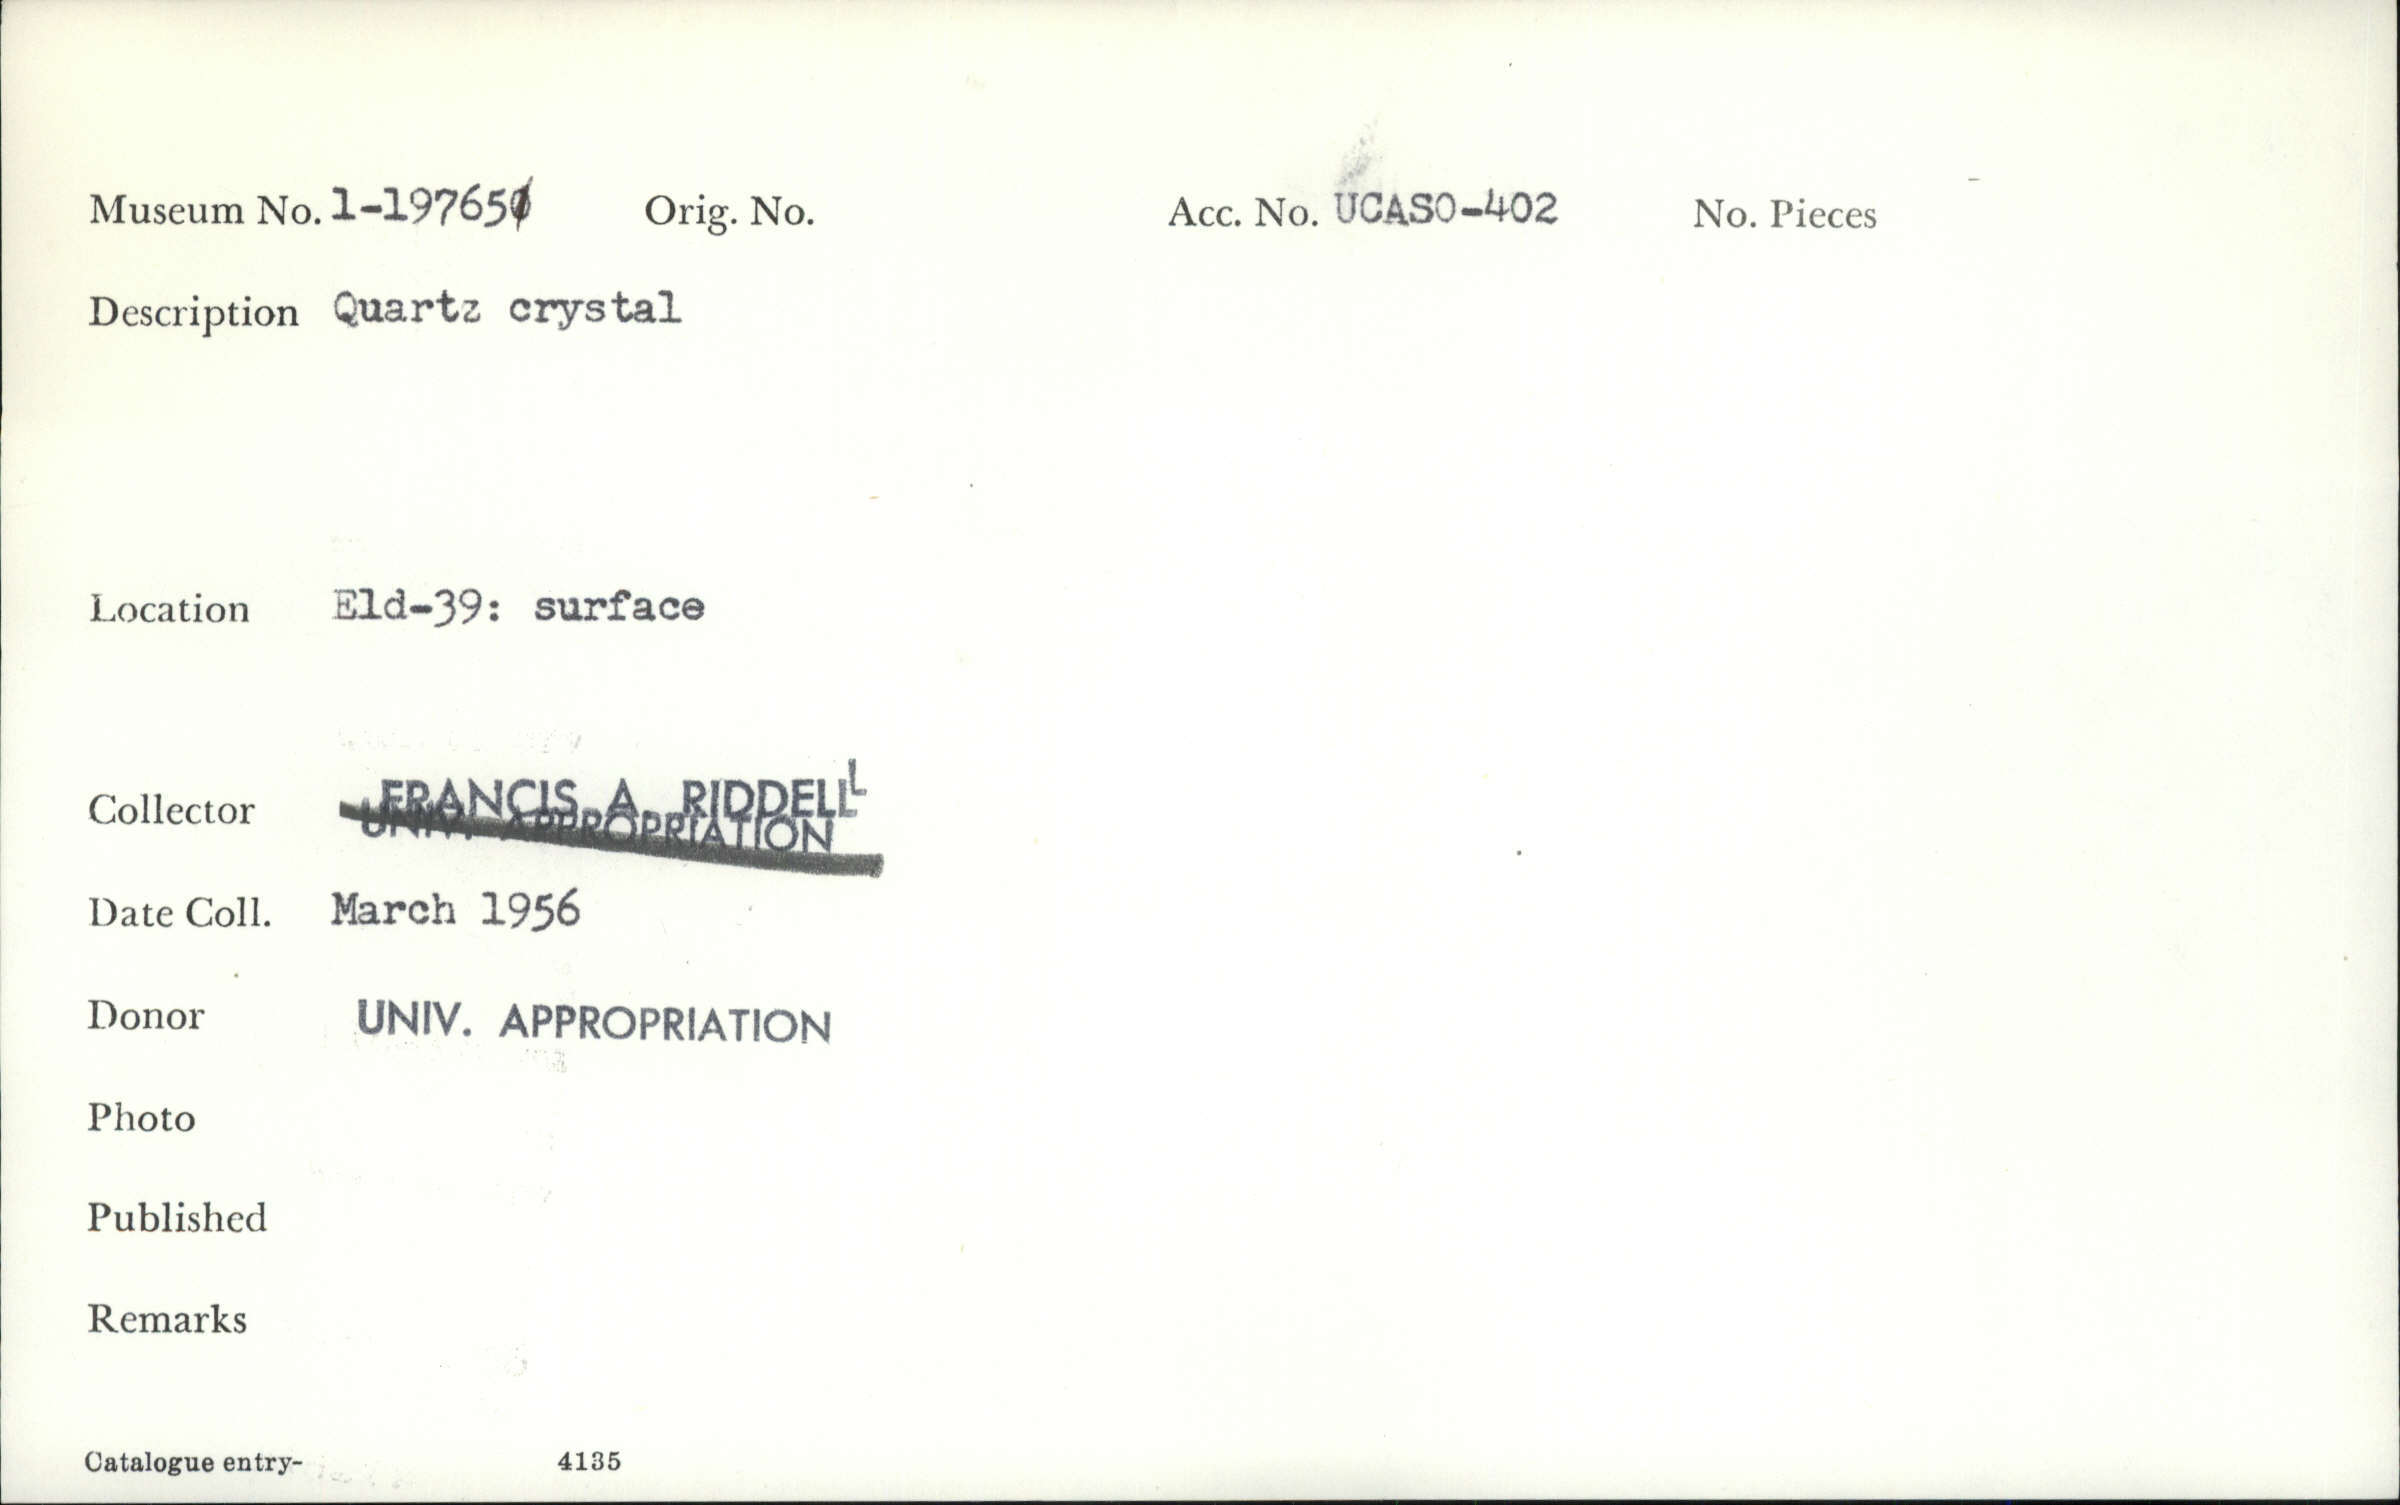 Museum No. 1-197651 Orig. No. Acc. No. UCASO-402 No. Pieces
Description Quartz crystal
Location Eld-39: surface
Collector FRANCIS A. RIDDELL
UNIV. APPROPRIATION
Date Coll. March 1956
Donor UNIV. APPROPRIATION
Photo
Published
Remarks
Catalogue entry- 4135